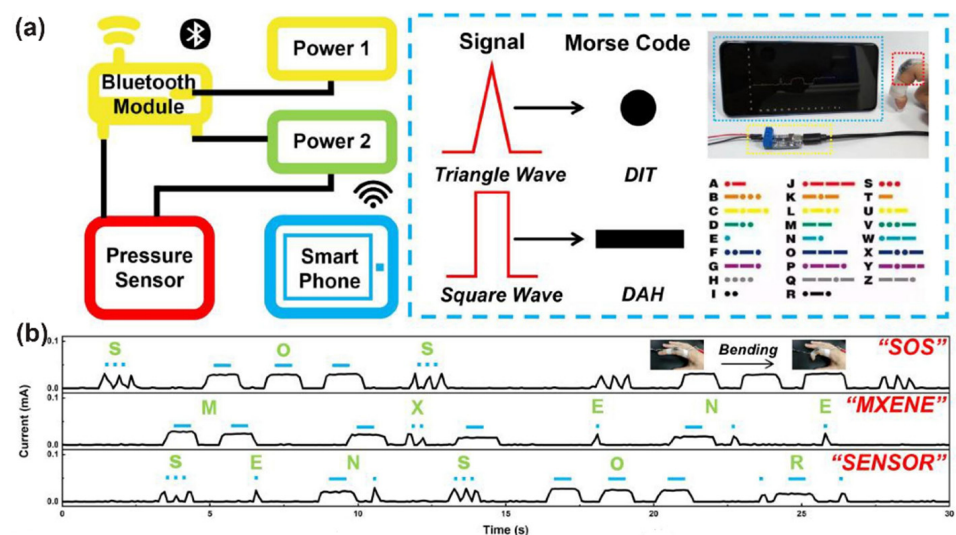 (a)
Bluetooth
Module
Power 1
Power 2
Pressure
Sensor
Smart
Phone
Signal
Morse Code
Triangle Wave
DIT
Square Wave
DAH
A
B
C
D
E
F
G
H
I
J
K
L
M
N
O
P
Q
R
S
T
U
V
W
X
Y
Z
(b)
Current (mA)
0.1
0.0
S
O
S
Bending
"SOS"
0.1
0.0
M
X
E
N
E
"MXENE"
0.1
0.0
S
E
N
S
O
R
"SENSOR"
0
5
10
15
20
25
30
Time (s)